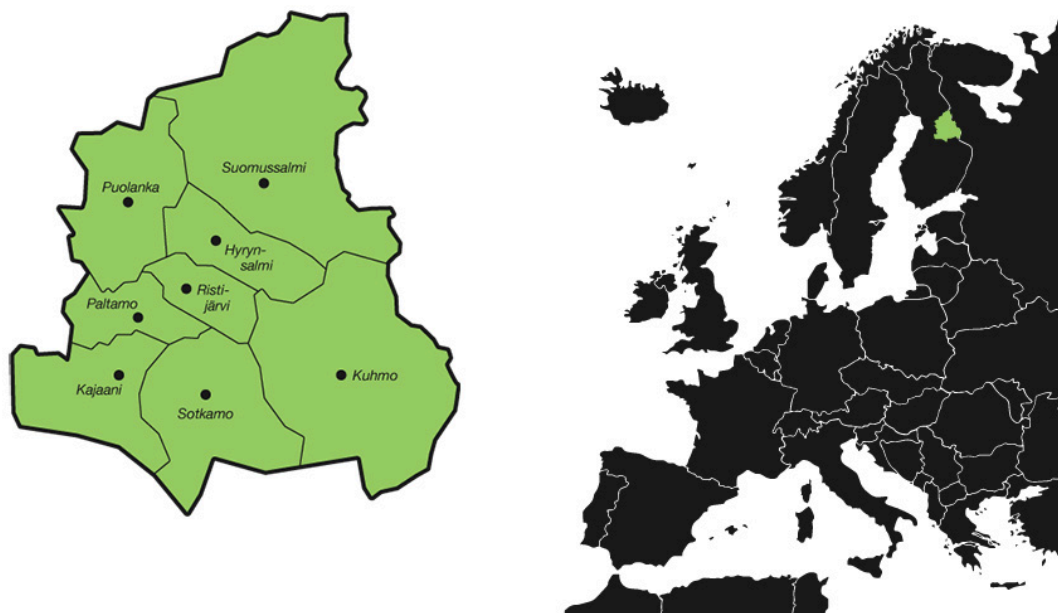 Suomussalmi
Puolanka
Hyryn-
salmi
Risti-
järvi
Paltamo
Kajaani
Kuhmo
Sotkamo